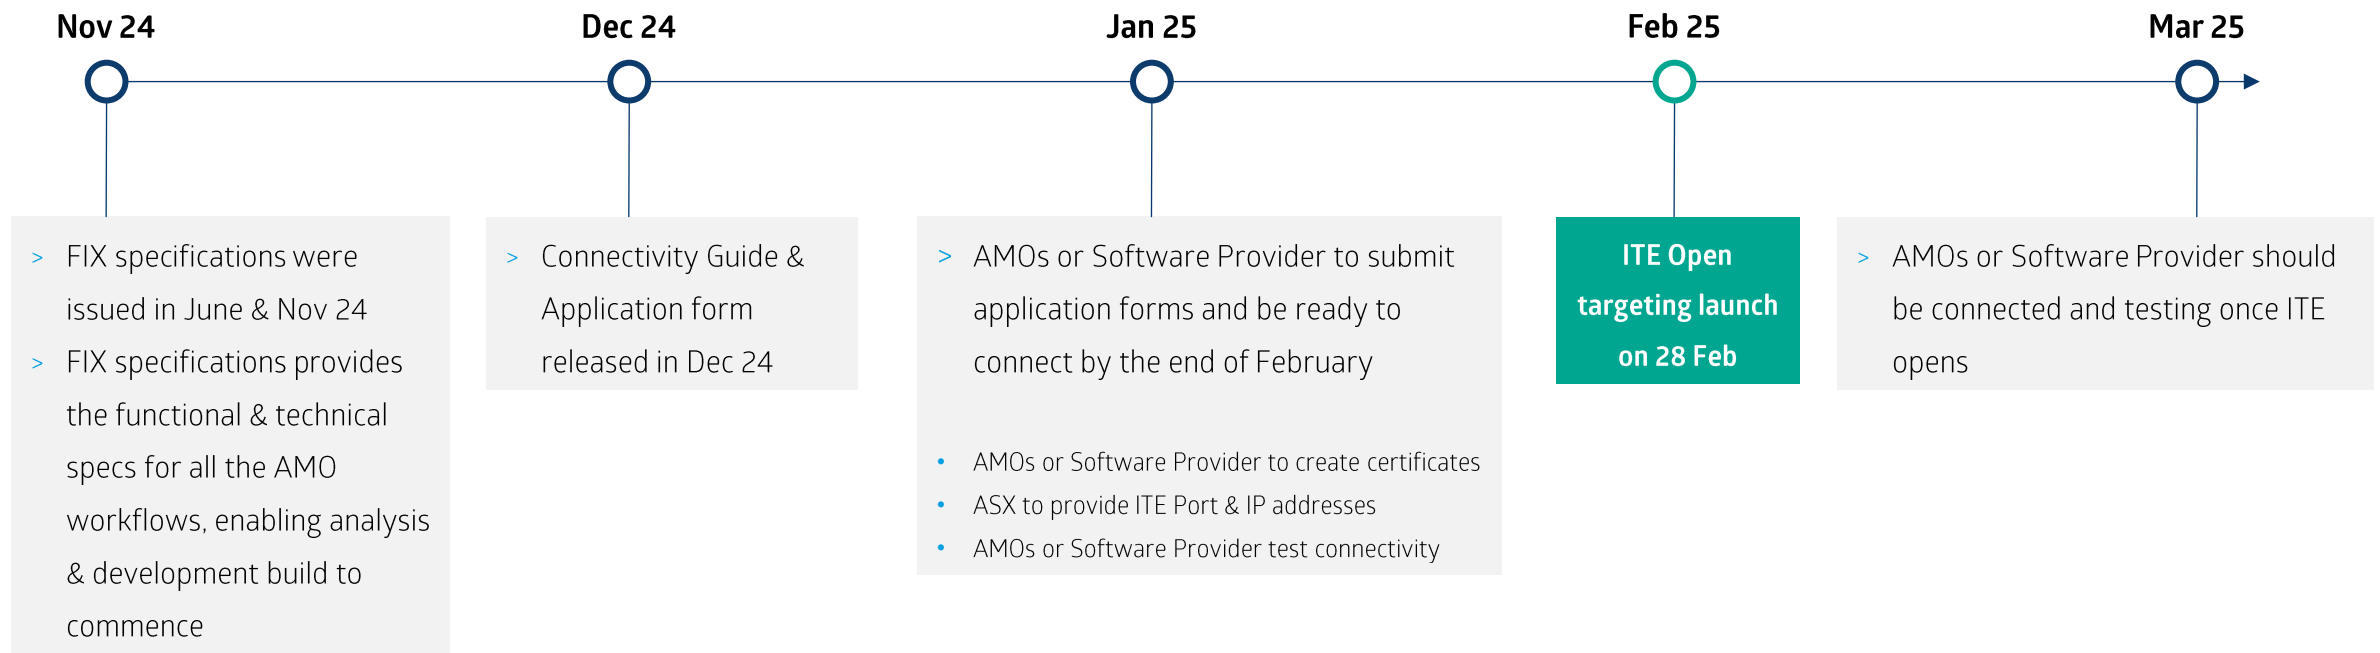 Nov 24
Dec 24
Jan 25
Feb 25
Mar 25
> FIX specifications were
issued in June & Nov 24
> FIX specifications provides
the functional & technical
specs for all the AMO
workflows, enabling analysis
& development build to
commence
> Connectivity Guide &
Application form
released in Dec 24
> AMOs or Software Provider to submit
application forms and be ready to
connect by the end of February
• AMOs or Software Provider to create certificates
• ASX to provide ITE Port & IP addresses
• AMOs or Software Provider test connectivity
ITE Open
targeting launch
on 28 Feb
> AMOs or Software Provider should
be connected and testing once ITE
opens